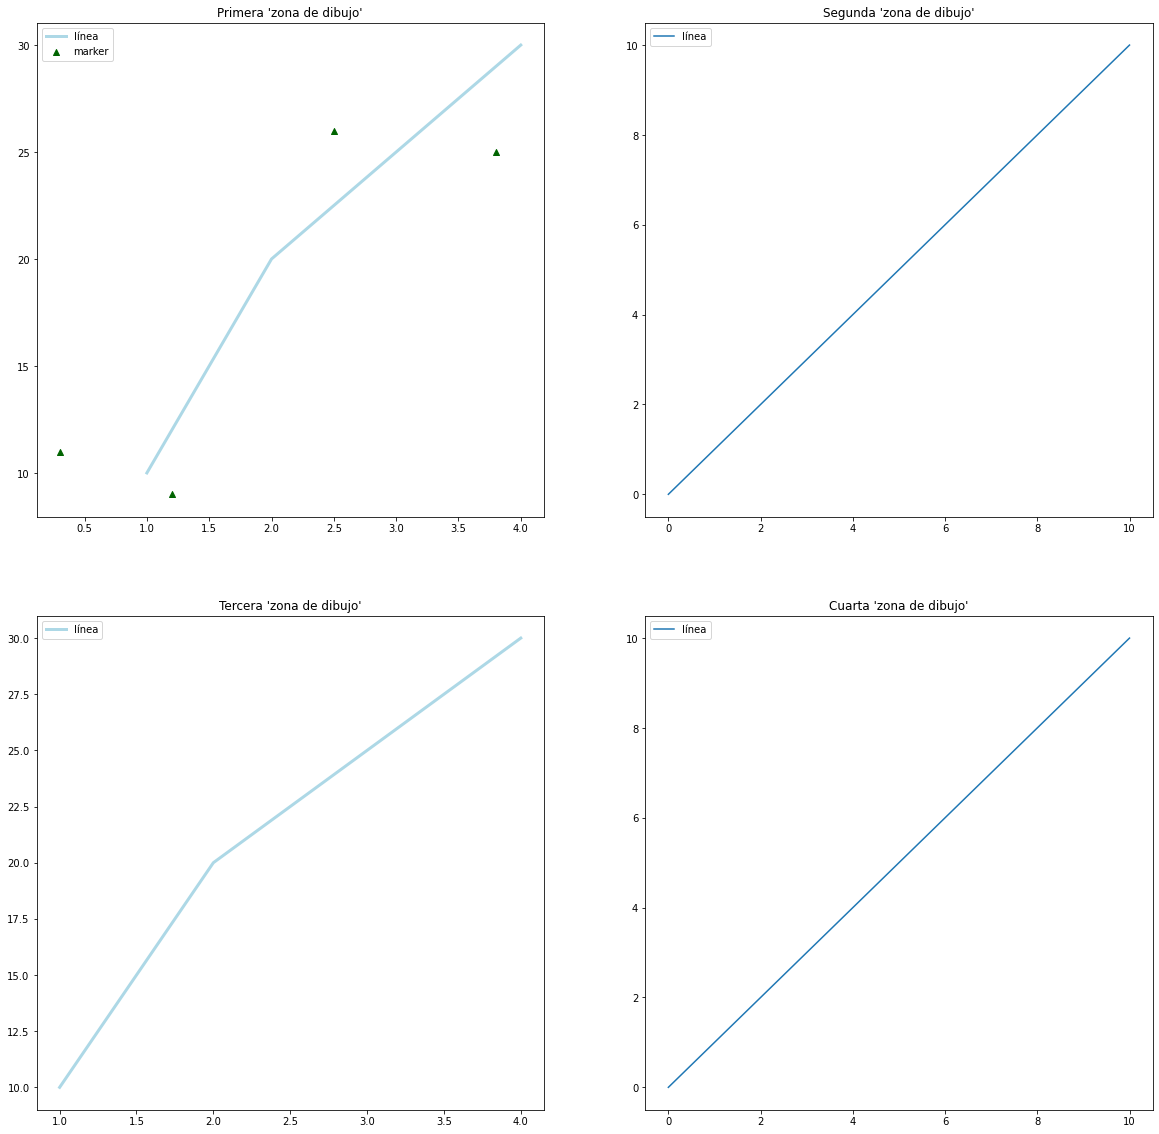 Primera 'zona de dibujo'
línea
marker
30
25
20
15
10
0.5 1.0 1.5 2.0 2.5 3.0 3.5 4.0
Segunda 'zona de dibujo'
línea
10
8
6
4
2
0
0 2 4 6 8 10
Tercera 'zona de dibujo'
línea
30.0
27.5
25.0
22.5
20.0
17.5
15.0
12.5
10.0
1.0 1.5 2.0 2.5 3.0 3.5 4.0
Cuarta 'zona de dibujo'
línea
10
8
6
4
2
0
0 2 4 6 8 10